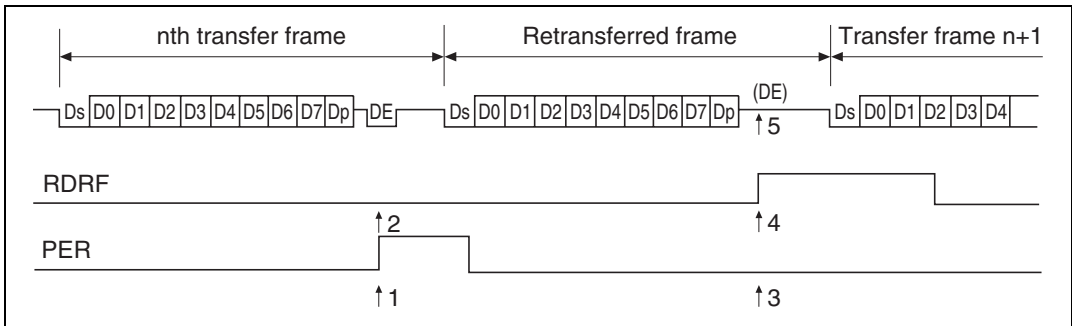 nth transfer frame Retransferred frame Transfer frame n+1
(DE)
Ds D0 D1 D2 D3 D4 D5 D6 D7 Dp DE Ds D0 D1 D2 D3 D4 D5 D6 D7 Dp Ds D0 D1 D2 D3 D4
5
RDRF
2 4
PER
1 3